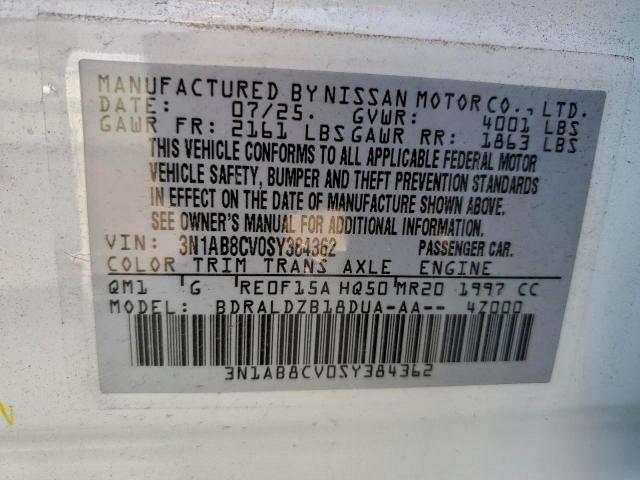 MANUFACTURED BY NISSAN MOTOR CO., LTD.
DATE: 07/25. GVWR: 4001 LBS
GAWR FR: 2161 LBS GAWR RR: 1863 LBS
THIS VEHICLE CONFORMS TO ALL APPLICABLE FEDERAL MOTOR
VEHICLE SAFETY, BUMPER AND THEFT PREVENTION STANDARDS
IN EFFECT ON THE DATE OF MANUFACTURE SHOWN ABOVE.
SEE OWNER'S MANUAL FOR ADDITIONAL INFORMATION.
VIN: 3N1AB8CV0SY384362 PASSENGER CAR.
COLOR TRIM TRANS AXLE ENGINE
QM1 G RE0F15A HQ50 MR20 1997 CC
MODEL: BDRALDZB18DUA-AA-- 4Z000
3N1AB8CV0SY384362
N